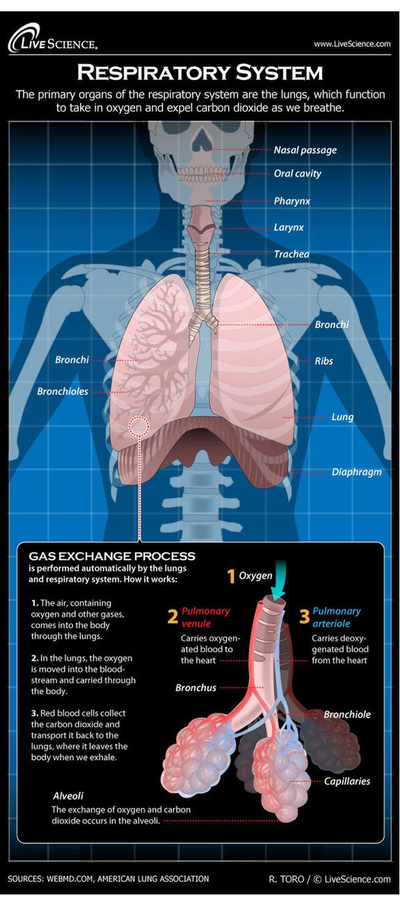 LIVESCIENCE.
www.LiveScience.com
RESPIRATORY SYSTEM
The primary organs of the respiratory system are the lungs, which function
to take in oxygen and expel carbon dioxide as we breathe.
Nasal passage
Oral cavity
Pharynx
Larynx
Trachea
Bronchi
Bronchi
Ribs
Bronchioles
Lung
Diaphragm
GAS EXCHANGE PROCESS
is performed automatically by the lungs
and respiratory system. How it works:
1. The air, containing
oxygen and other gases,
comes into the body
through the lungs.
2. In the lungs, the oxygen
is moved into the blood-
stream and carried through
the body.
3. Red blood cells collect
the carbon dioxide and
transport it back to the
lungs, where it leaves the
body when we exhale.
1 Oxygen
2 Pulmonary
venule
Carries oxygen-
ated blood to
the heart
3 Pulmonary
arteriole
Carries deoxy-
genated blood
from the heart
Bronchus
Bronchiole
Capillaries
Alveoli
The exchange of oxygen and carbon
dioxide occurs in the alveoli.
SOURCES: WEBMD.COM, AMERICAN LUNG ASSOCIATION
R. TORO / © LiveScience.com